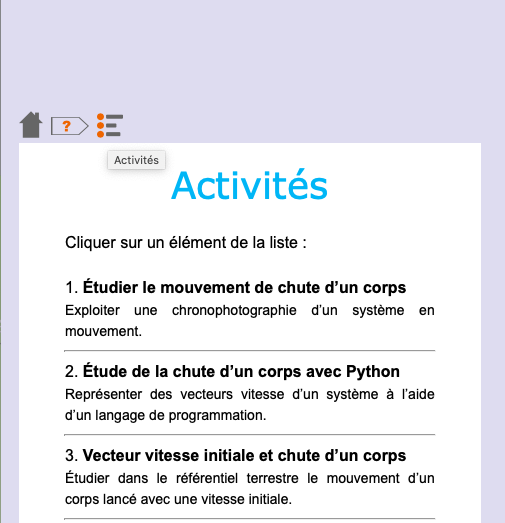 ?
Activités
Activités
Cliquer sur un élément de la liste :
1. Étudier le mouvement de chute d’un corps
Exploiter une chronophotographie d’un système en
mouvement.
2. Étude de la chute d’un corps avec Python
Représenter des vecteurs vitesse d’un système à l’aide
d’un langage de programmation.
3. Vecteur vitesse initiale et chute d’un corps
Étudier dans le référentiel terrestre le mouvement d’un
corps lancé avec une vitesse initiale.